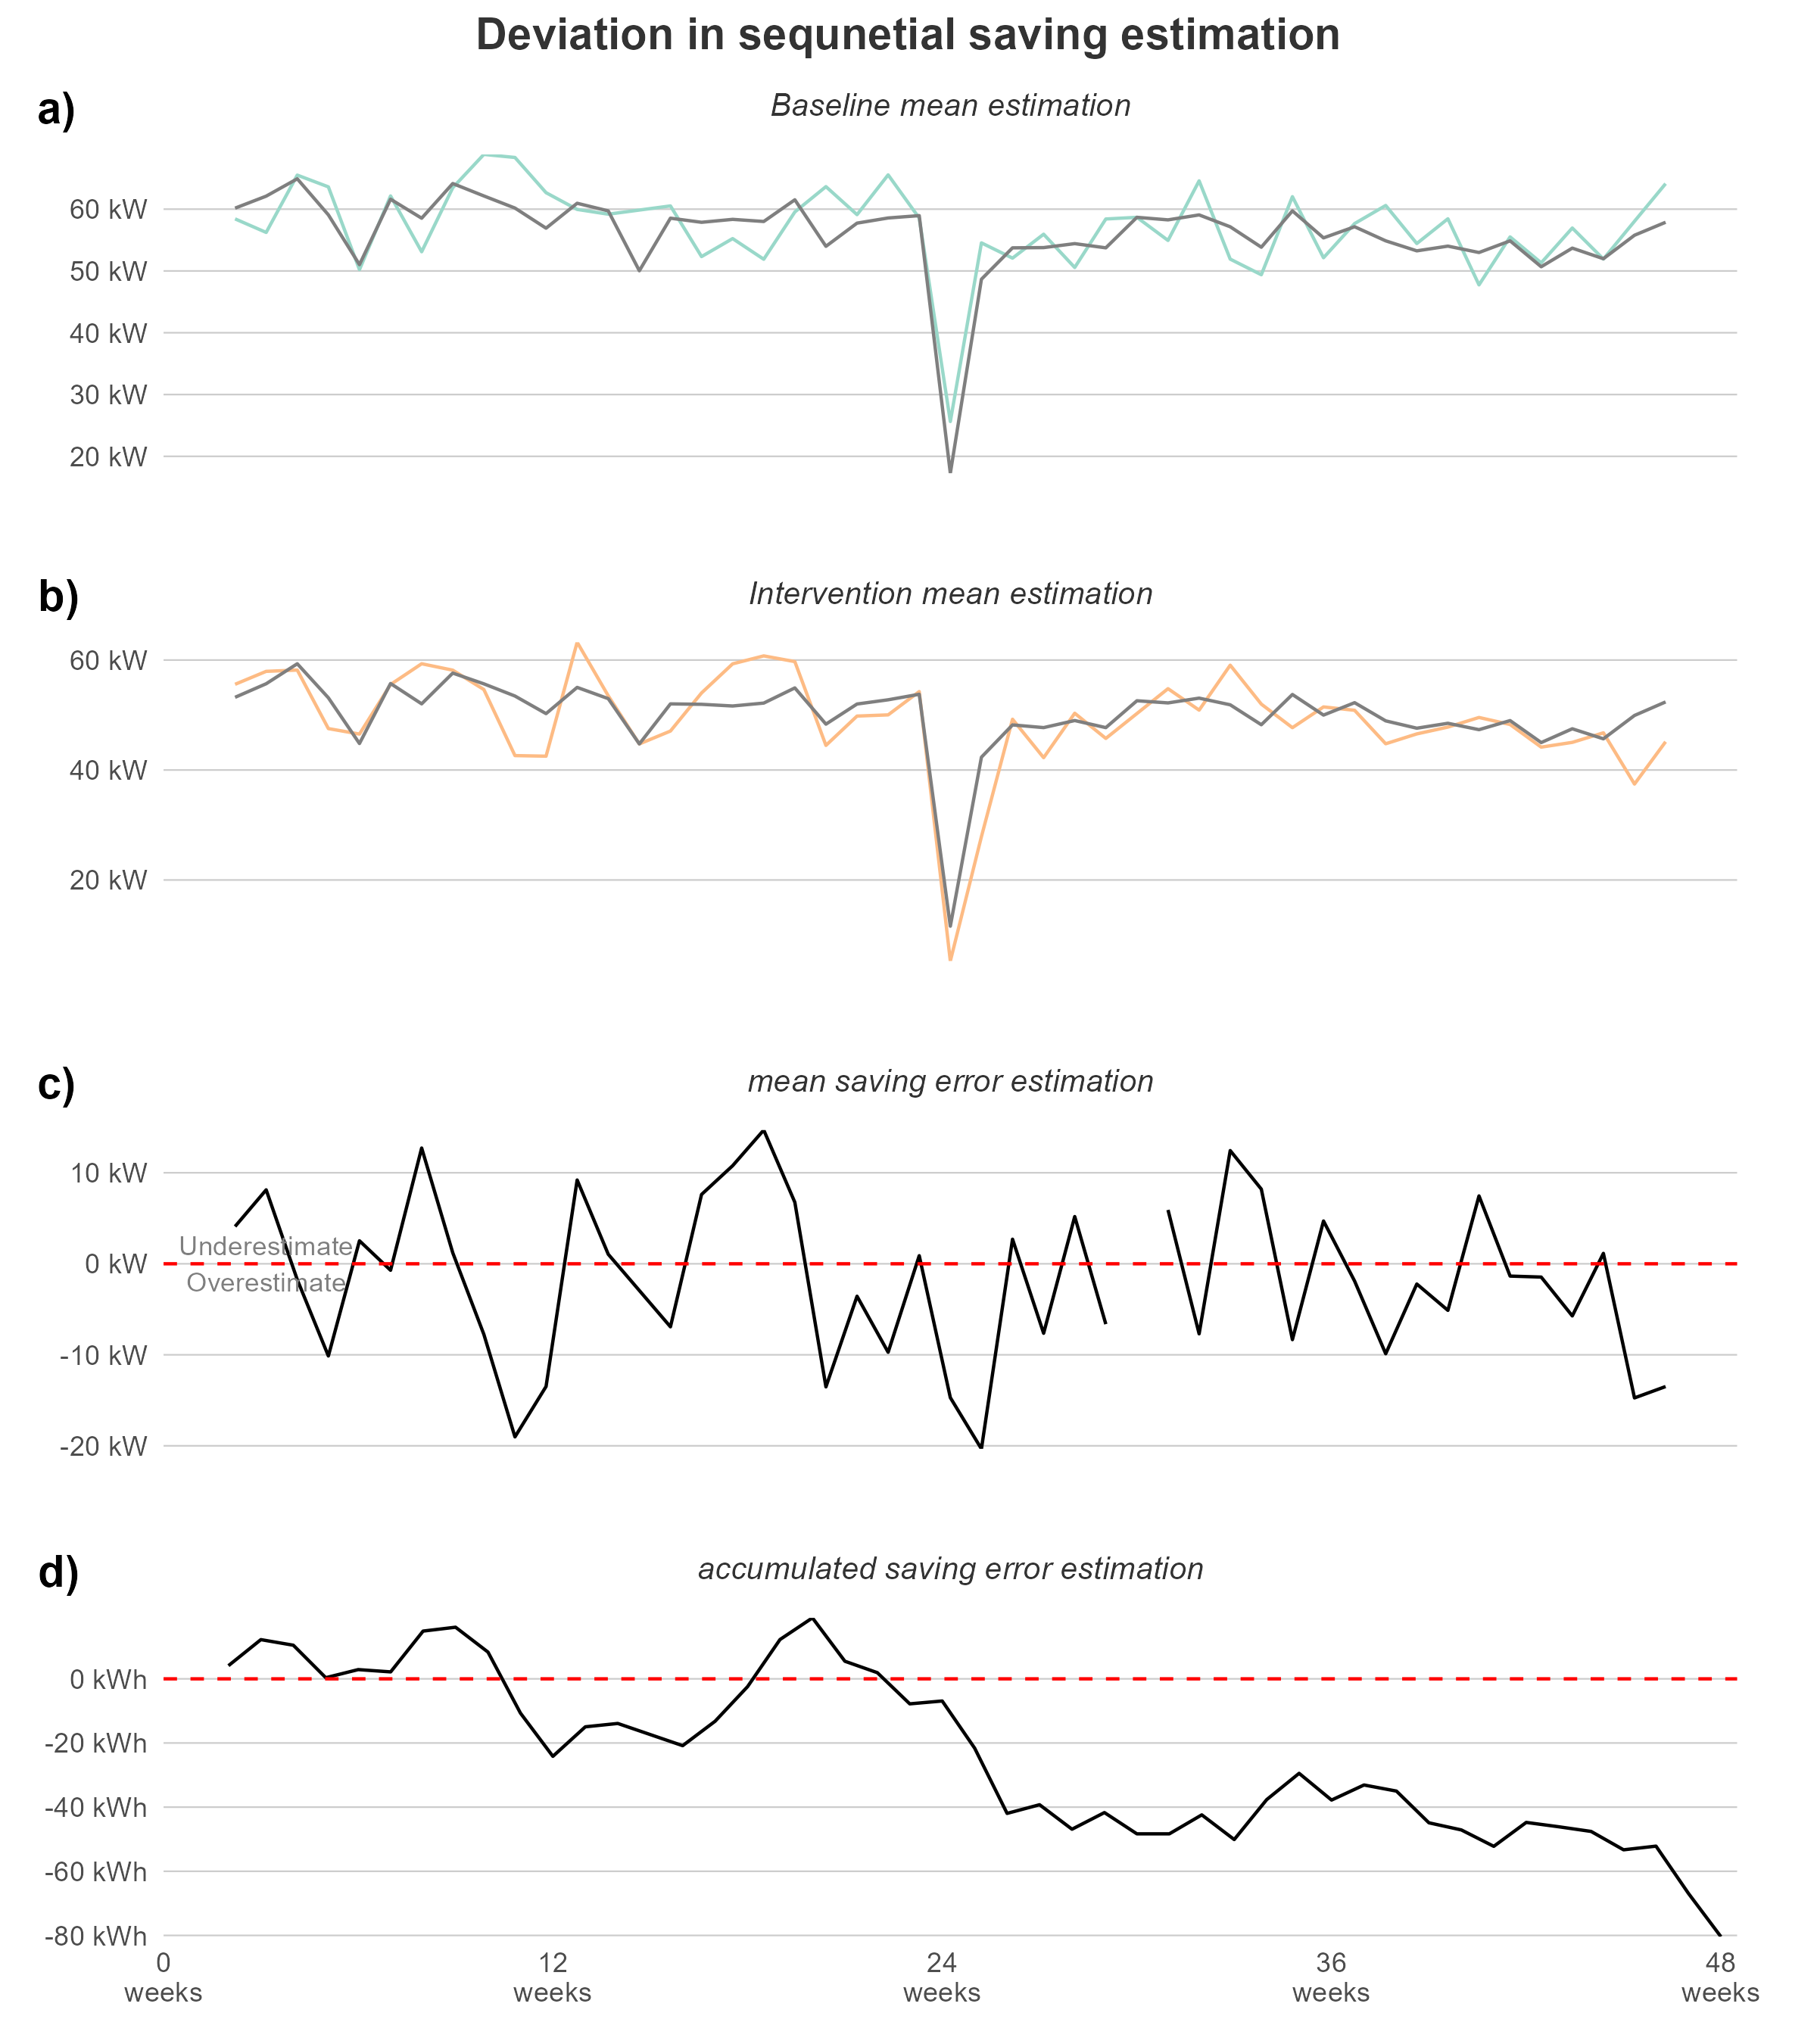 Deviation in sequnetial saving estimation
a)
Baseline mean estimation
60 kW
50 kW
40 kW
30 kW
20 kW
b)
Intervention mean estimation
60 kW
40 kW
20 kW
c)
mean saving error estimation
10 kW
Underestimate
0 kW
Overestimate
-10 kW
-20 kW
d)
accumulated saving error estimation
0 kWh
-20 kWh
-40 kWh
-60 kWh
-80 kWh
0 12 24 36 48
weeks weeks weeks weeks weeks